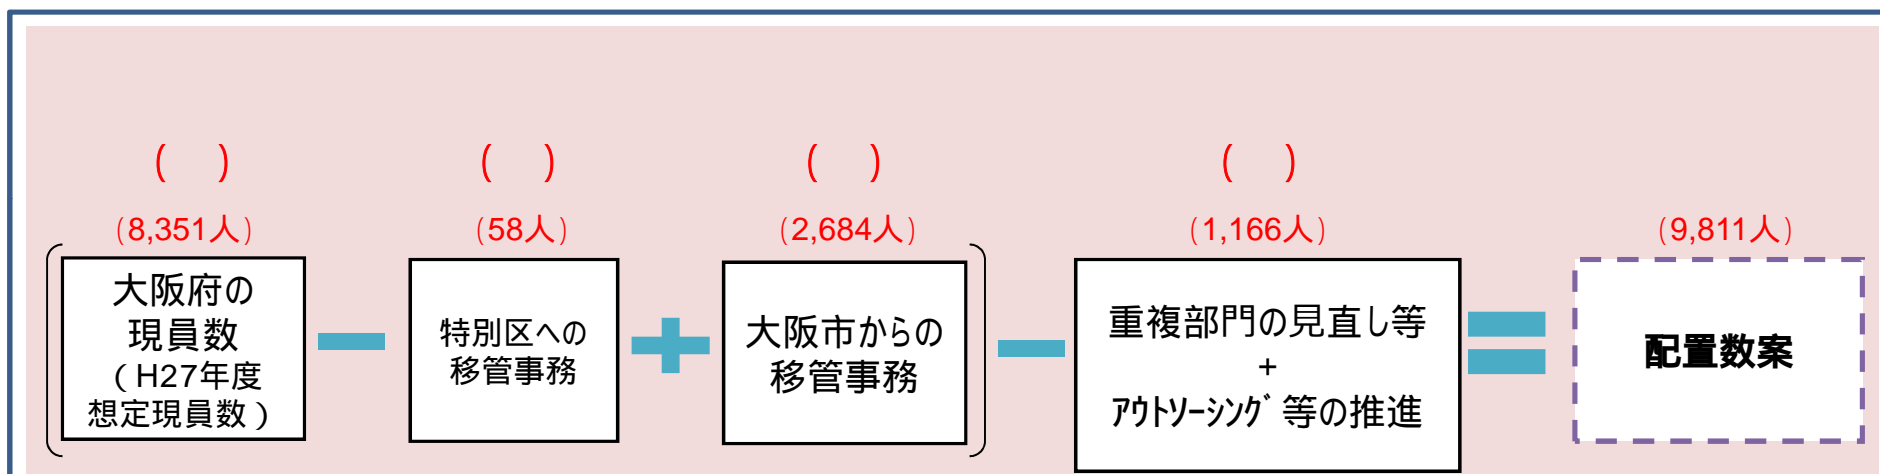 (　)
(　)
(　)
(　)
(8,351人)
(58人)
(2,684人)
(1,166人)
(9,811人)
大阪府の
現員数
(H27年度
想定現員数)
特別区への
移管事務
大阪市からの
移管事務
重複部門の見直し等
+
ｱｳﾄｿｰｼﾝｸﾞ等の推進
配置数案